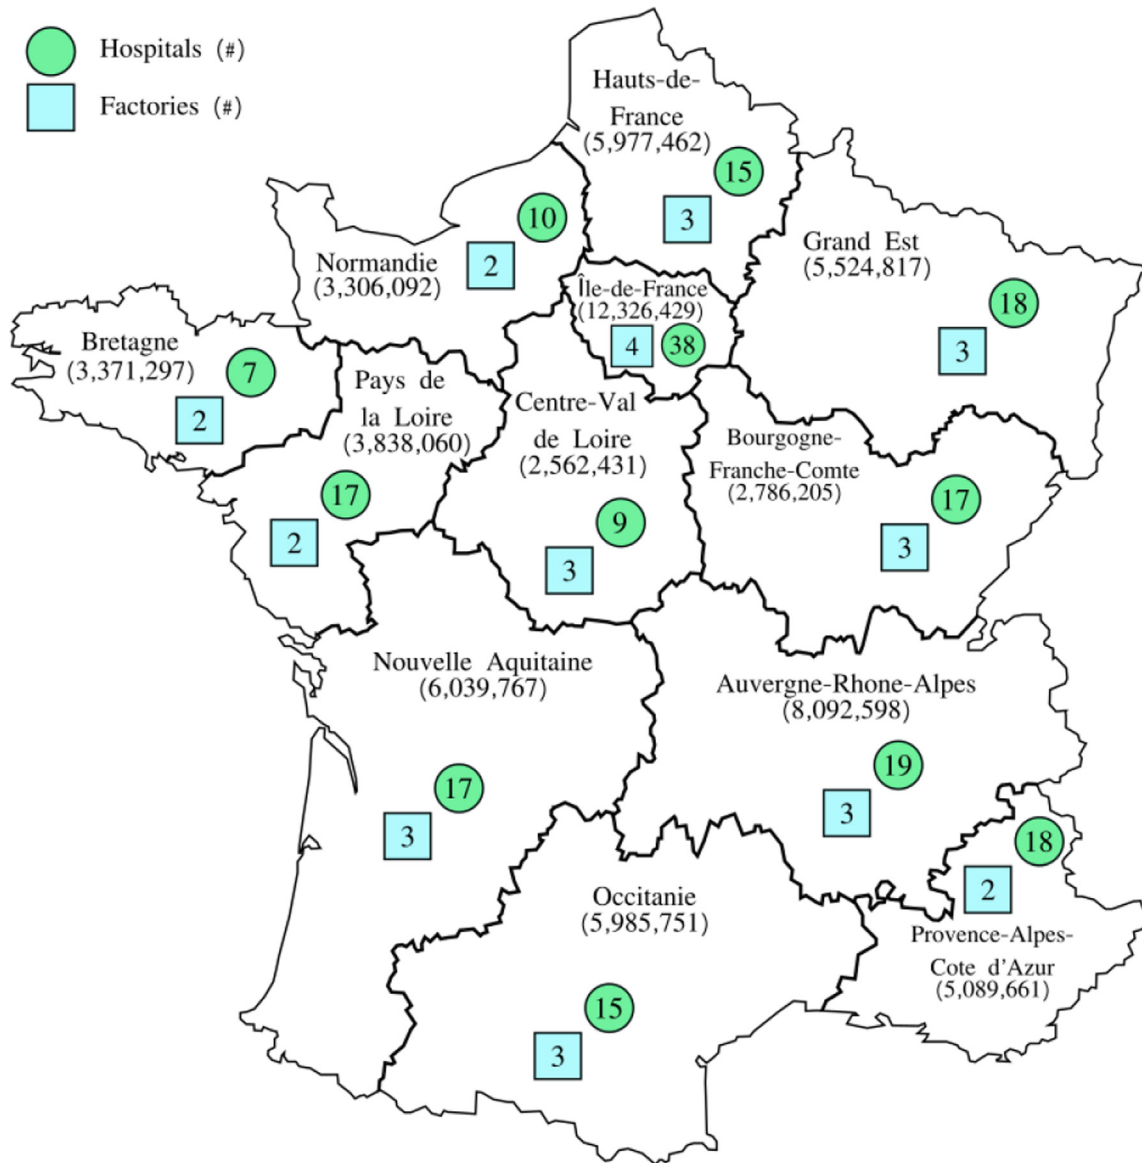 Hospitals (#)
Factories (#)
Hauts-de-
France
(5,977,462)
15
3
Normandie
(3,306,092)
10
2
Île-de-France
(12,326,429)
4
38
Grand Est
(5,524,817)
18
3
Bretagne
(3,371,297)
7
2
Pays de
la Loire
(3,838,060)
17
2
Centre-Val
de Loire
(2,562,431)
9
3
Bourgogne-
Franche-Comte
(2,786,205)
17
3
Nouvelle Aquitaine
(6,039,767)
17
3
Auvergne-Rhone-Alpes
(8,092,598)
19
3
Occitanie
(5,985,751)
15
3
18
2
Provence-Alpes-
Cote d'Azur
(5,089,661)